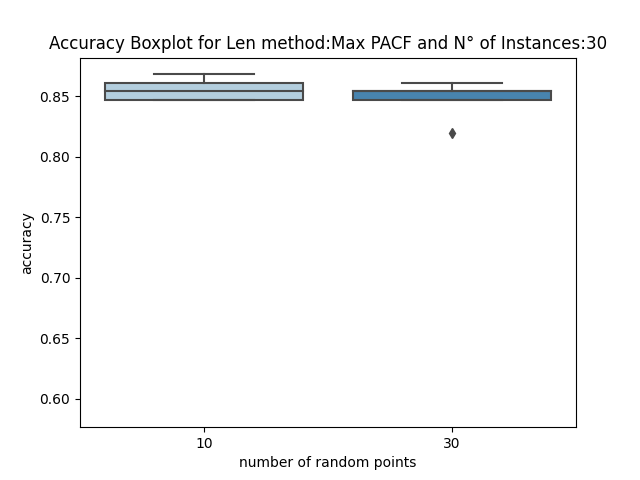 Accuracy Boxplot for Len method:Max PACF and N° of Instances:30
0.85
0.80
0.75
0.70
0.65
0.60
accuracy
10 30
number of random points